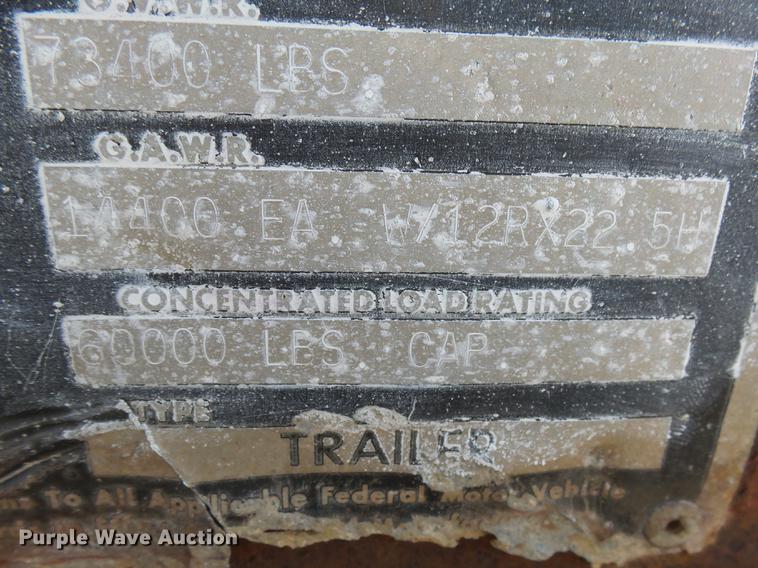 G.V.W.R.
73400 LBS
G.A.W.R.
14400 EA W/12RX22 5H
CONCENTRATED LOAD RATING
60000 LBS CAP
TYPE
TRAILER
To All Applicable Federal Motor Vehicle
Purple Wave Auction